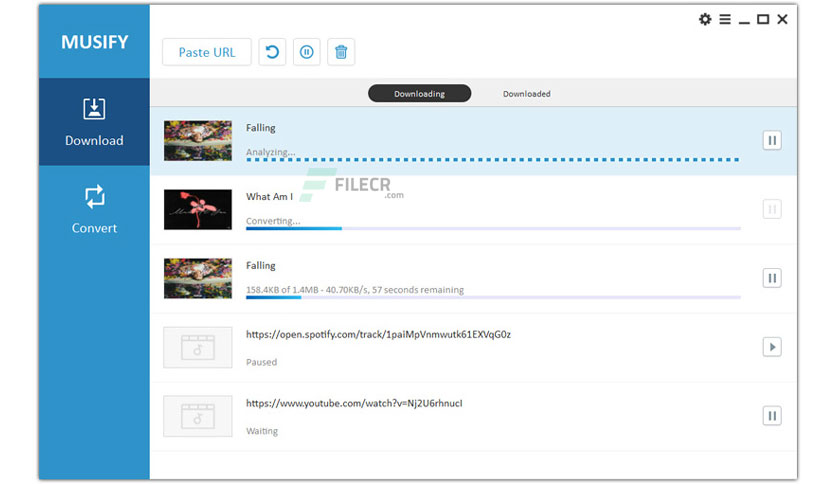 MUSIFY
Paste URL
Download
Convert
Downloading Downloaded
Falling
Analyzing...
FILECR
.com
What Am I
Converting...
Falling
158.4KB of 1.4MB - 40.70KB/s, 57 seconds remaining
https://open.spotify.com/track/1paiMpVnmwutk61EXVqG0z
Paused
https://www.youtube.com/watch?v=Nj2U6rhnucI
Waiting